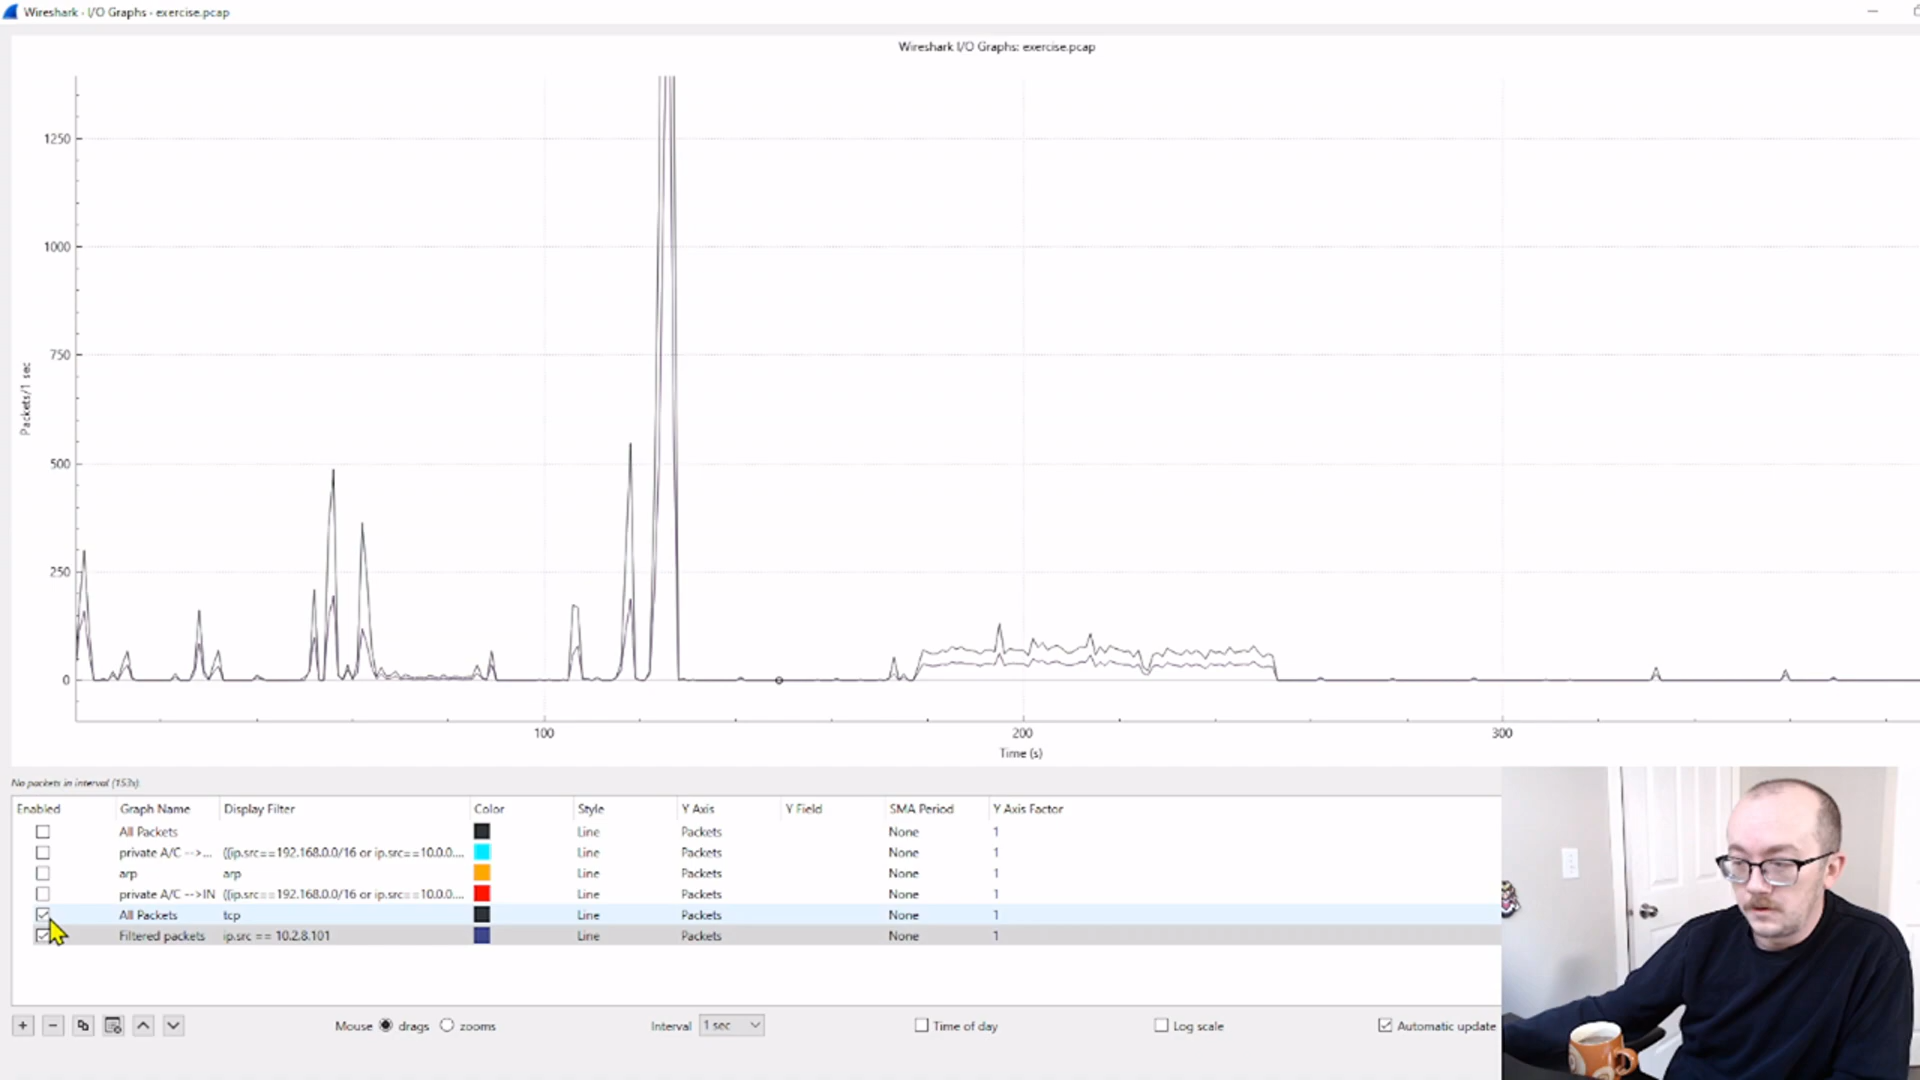 Wireshark · I/O Graphs · exercise.pcap
Wireshark I/O Graphs: exercise.pcap
1250
1000
750
500
250
0
Packets/1 sec
100
200
300
Time (s)
No packets in interval (153s).
Enabled Graph Name Display Filter Color Style Y Axis Y Field SMA Period Y Axis Factor
All Packets Line Packets None 1
private A/C -->... ((ip.src==192.168.0.0/16 or ip.src==10.0.0.... Line Packets None 1
arp arp Line Packets None 1
private A/C -->IN ((ip.src==192.168.0.0/16 or ip.src==10.0.0.... Line Packets None 1
All Packets tcp Line Packets None 1
Filtered packets ip.src == 10.2.8.101 Line Packets None 1
Mouse drags zooms Interval 1 sec Time of day Log scale Automatic update